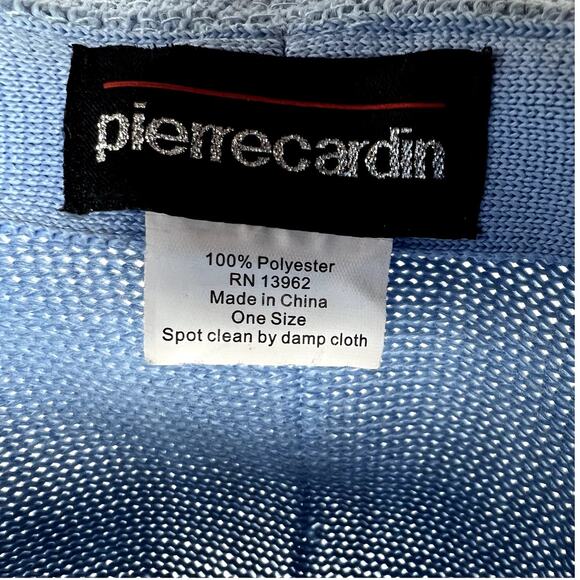 pierrecardin
100% Polyester
RN 13962
Made in China
One Size
Spot clean by damp cloth